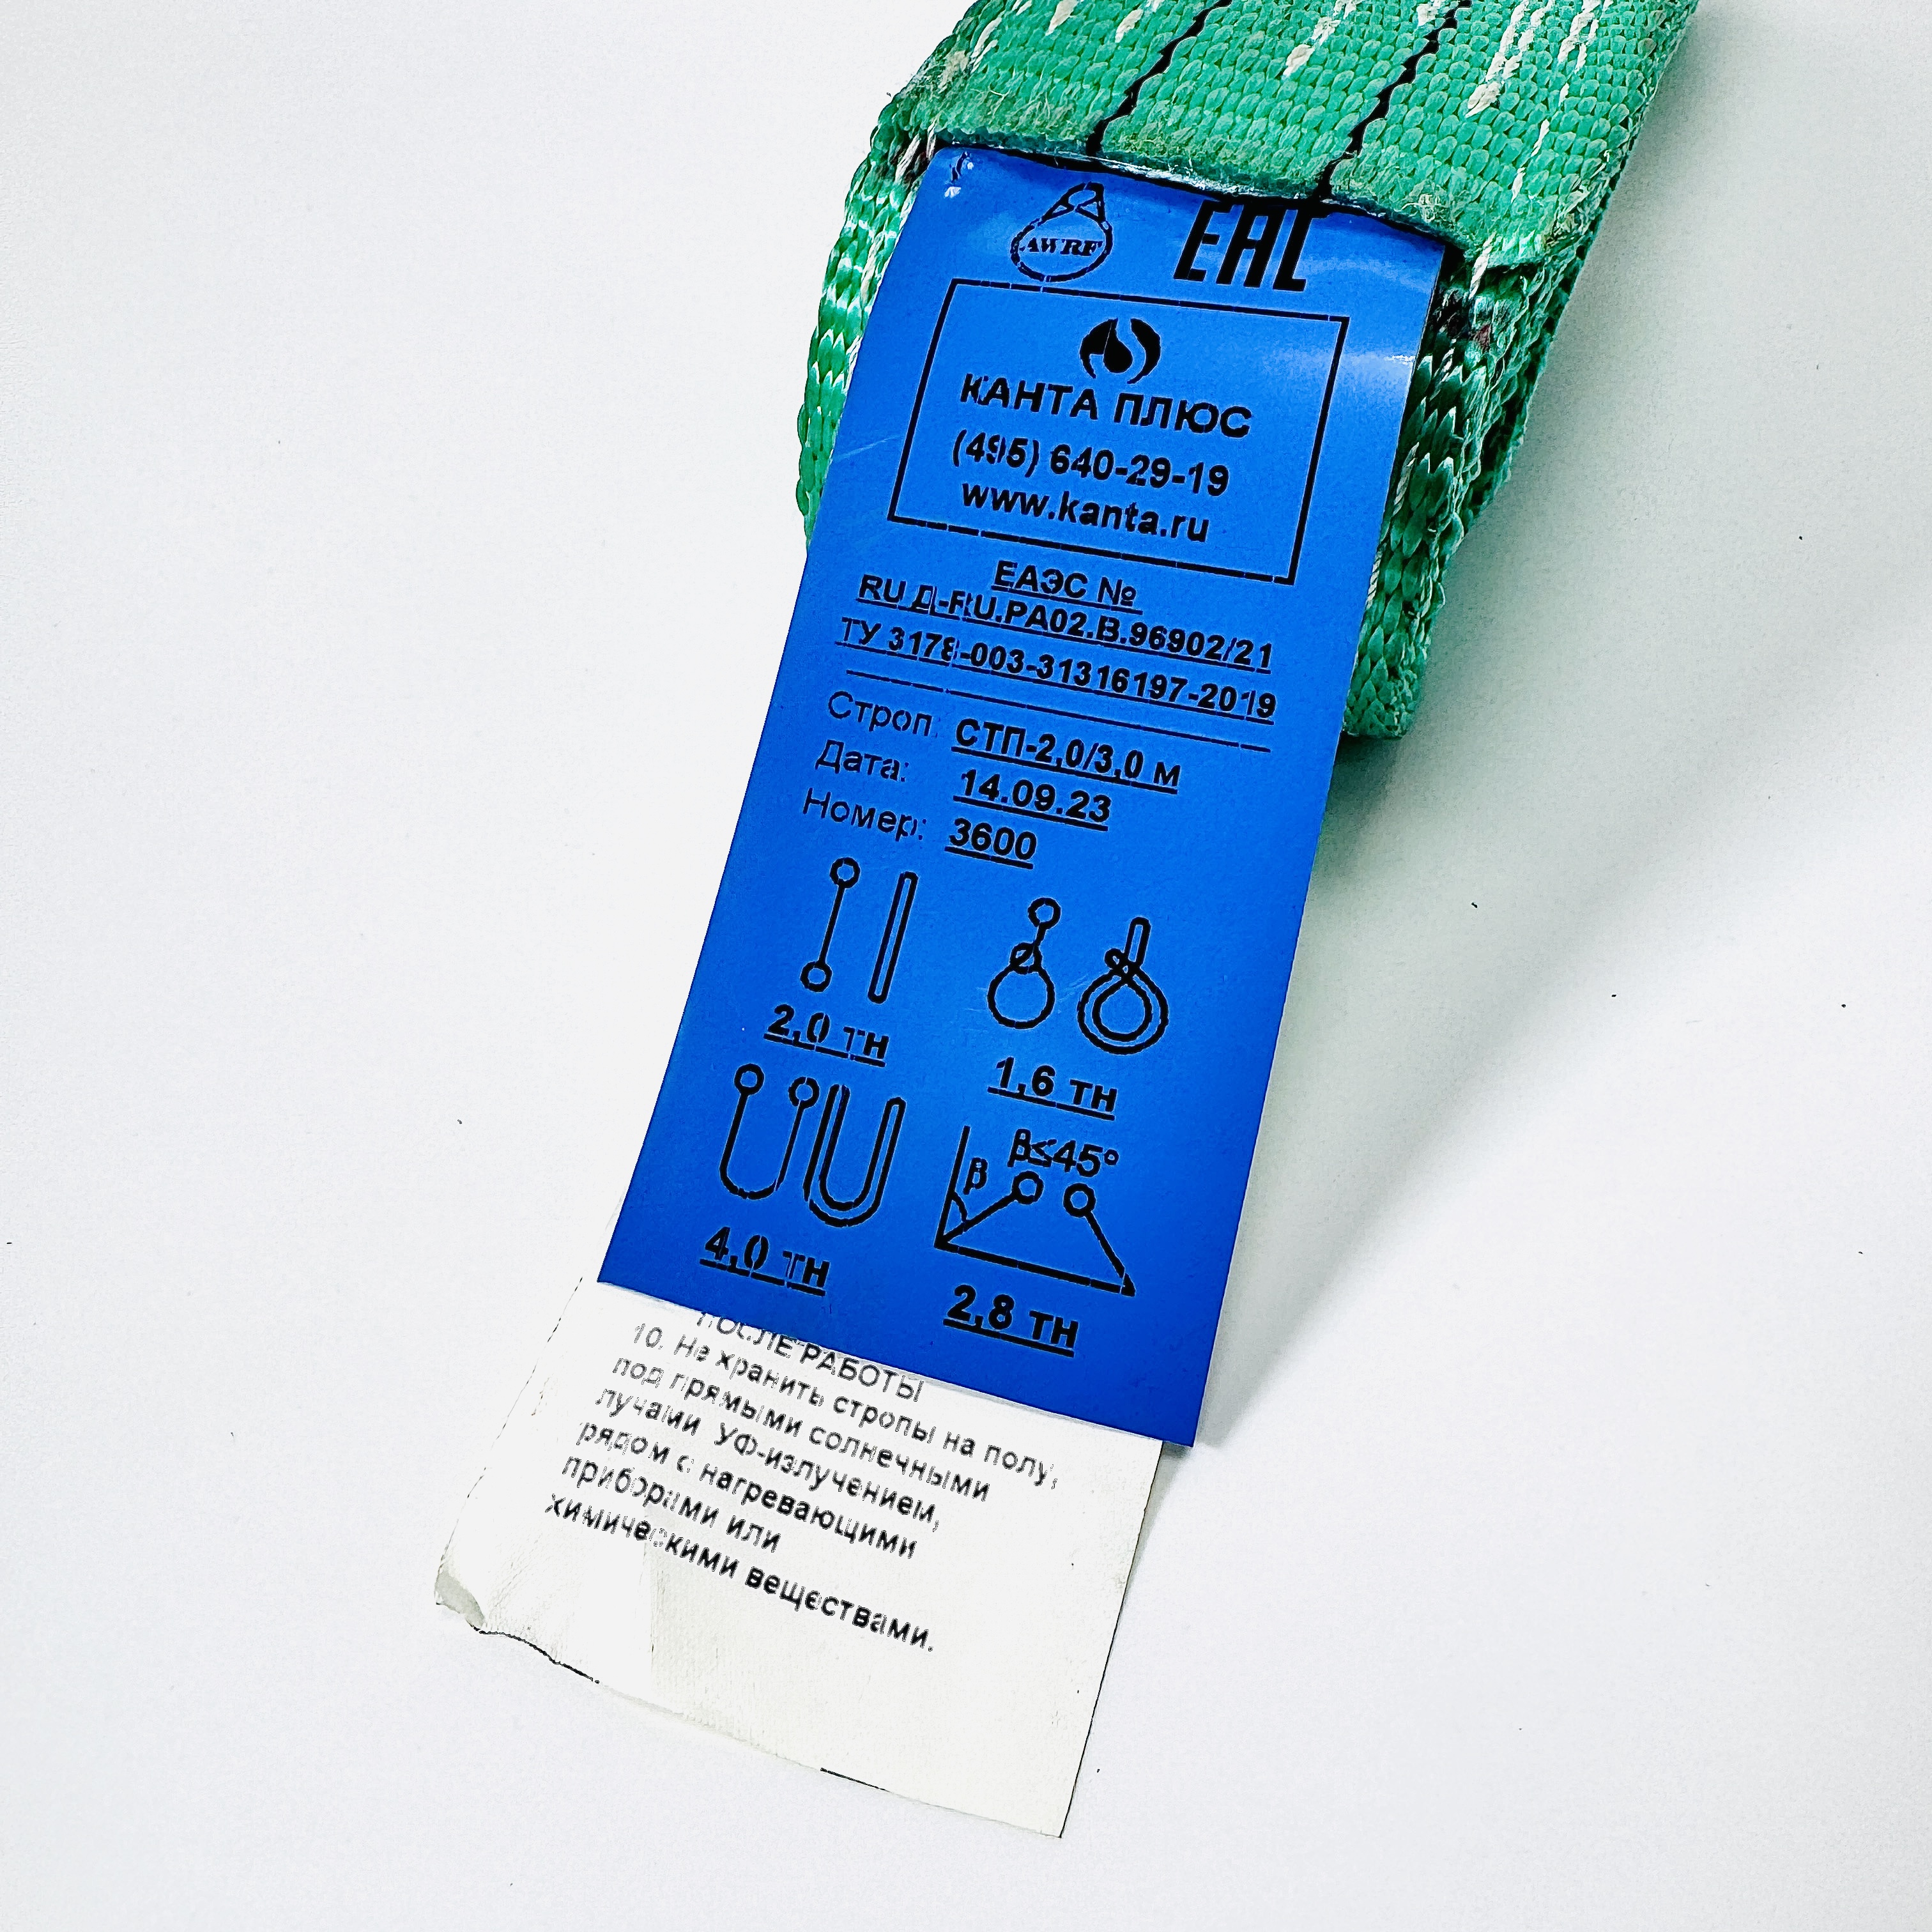 AWRF EAC
КАНТА ПЛЮС
(495) 640-29-19
www.kanta.ru
ЕАЭС №
RU Д-RU.РА02.В.96902/21
ТУ 3178-003-31316197-2019
Строп: СТП-2,0/3,0 м
Дата: 14.09.23
Номер: 3600
2,0 тн
1,6 тн
β≤45°
β
4,0 тн
2,8 тн
ПОСЛЕ РАБОТЫ
10. Не хранить стропы на полу,
под прямыми солнечными
лучами УФ-излучением,
рядом с нагревающими
приборами или
химическими веществами.